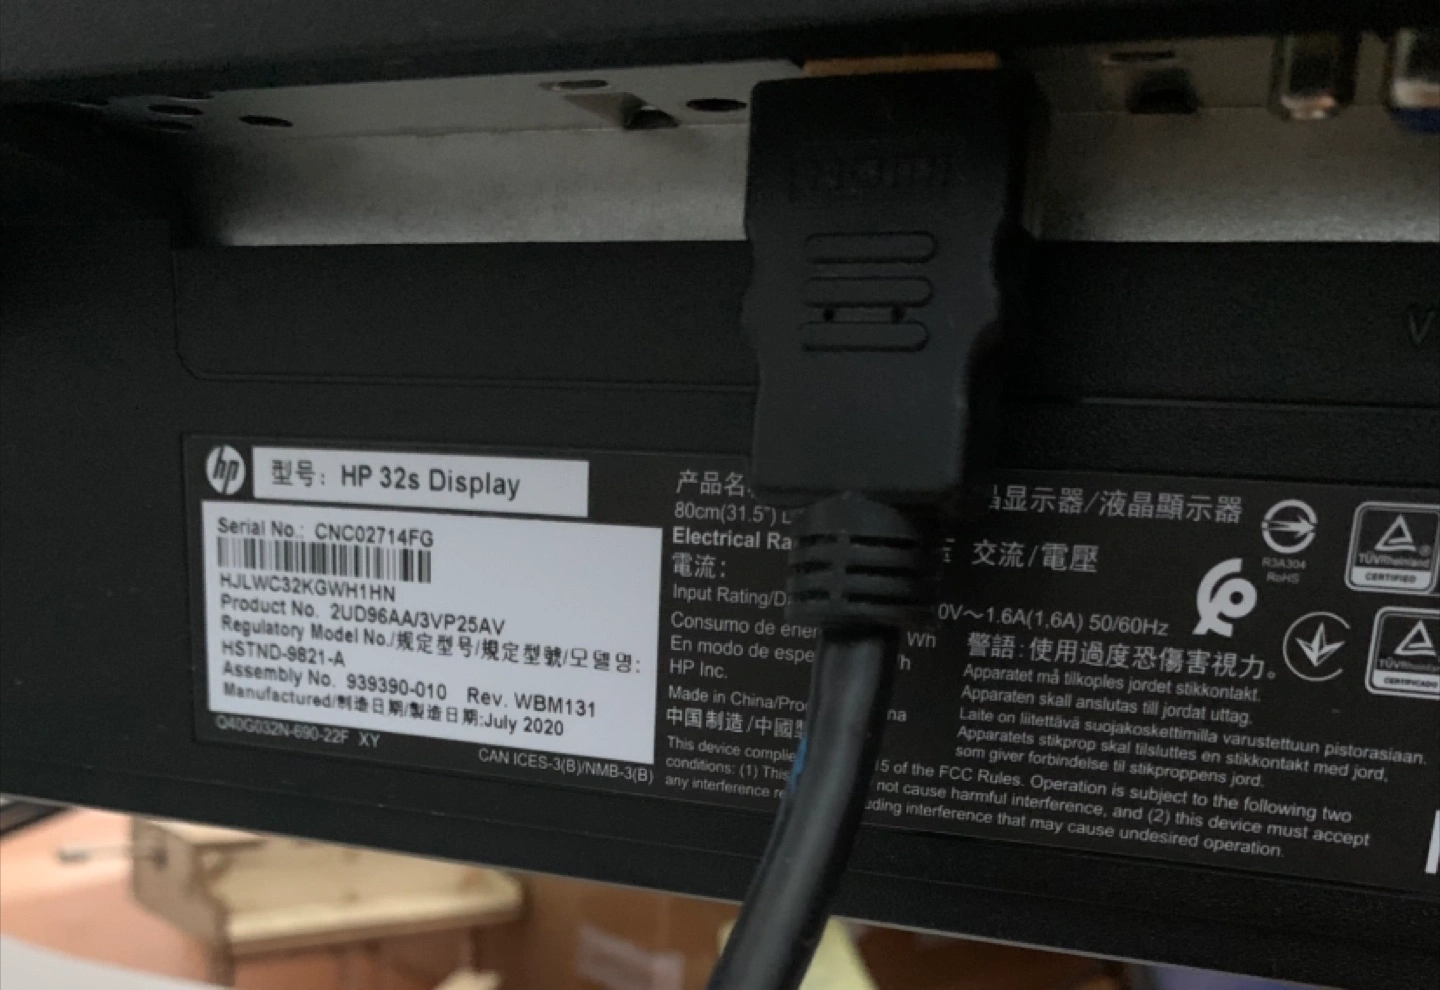 HDMI
V
hp
型号: HP 32s Display
Serial No.: CNC02714FG
HJLWC32KGWH1HN
Product No. 2UD96AA/3VP25AV
Regulatory Model No./规定型号/規定型號/모델명:
HSTND-9821-A
Assembly No. 939390-010 Rev. WBM131
Manufactured/制造日期/製造日期:July 2020
Q40G032N-690-22F XY
CAN ICES-3(B)/NMB-3(B)
产品名 显示器/液晶顯示器
80cm(31.5") L
Electrical Ra 交流/電壓
電流:
Input Rating/D 0V~1.6A(1.6A) 50/60Hz
Consumo de ener Wh
En modo de espe h
HP Inc.
Made in China/Pro na
中国制造/中國
This device complie 15 of the FCC Rules. Operation is subject to the following two
conditions: (1) This not cause harmful interference, and (2) this device must accept
any interference re uding interference that may cause undesired operation.
警語:使用過度恐傷害視力。
Apparatet må tilkoples jordet stikkontakt.
Apparaten skall anslutas till jordat uttag.
Laite on liitettävä suojakoskettimilla varustettuun pistorasiaan.
Apparatets stikprop skal tilsluttes en stikkontakt med jord,
som giver forbindelse til stikproppens jord.
R3A304
RoHS
TÜVRheinland
CERTIFIED
TÜVRheinland
CERTIFICADO